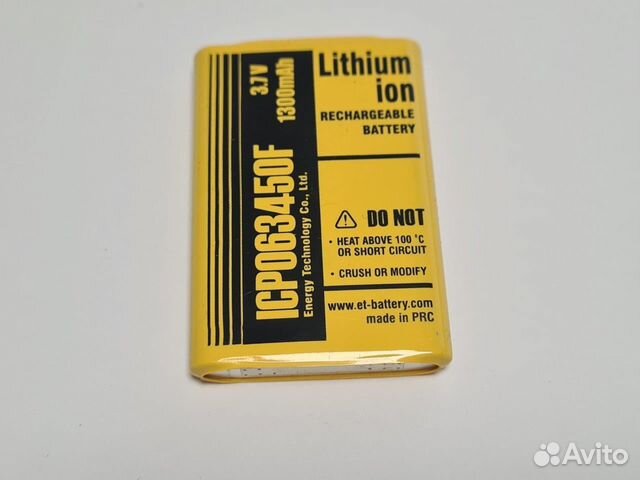 ICP063450F
Energy Technology Co., Ltd.
3.7 V
1300mAh
Lithium
ion
RECHARGEABLE
BATTERY
DO NOT
• HEAT ABOVE 100 °C
OR SHORT CIRCUIT
• CRUSH OR MODIFY
www.et-battery.com
made in PRC
Avito